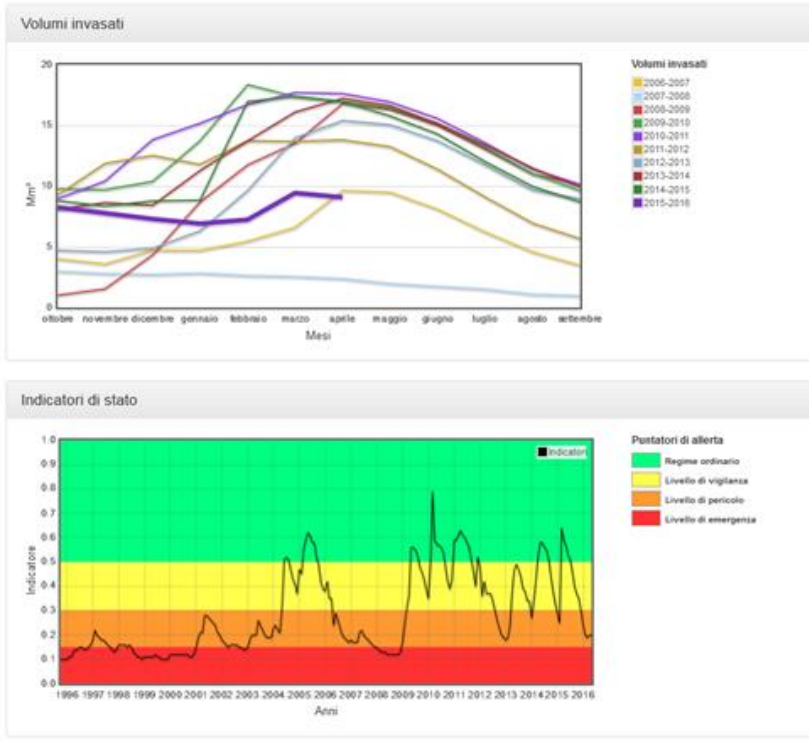 Volumi invasati
20
15
10
5
0
Mm³
ottobre novembre dicembre gennaio febbraio marzo aprile maggio giugno luglio agosto settembre
Mesi
Volumi invasati
2006-2007
2007-2008
2008-2009
2009-2010
2010-2011
2011-2012
2012-2013
2013-2014
2014-2015
2015-2016
Indicatori di stato
1.0
0.9
0.8
0.7
0.6
0.5
0.4
0.3
0.2
0.1
0.0
Indicatore
Indicatori
1996 1997 1998 1999 2000 2001 2002 2003 2004 2005 2006 2007 2008 2009 2010 2011 2012 2013 2014 2015 2016
Anni
Puntatori di allerta
Regime ordinario
Livello di vigilanza
Livello di pericolo
Livello di emergenza